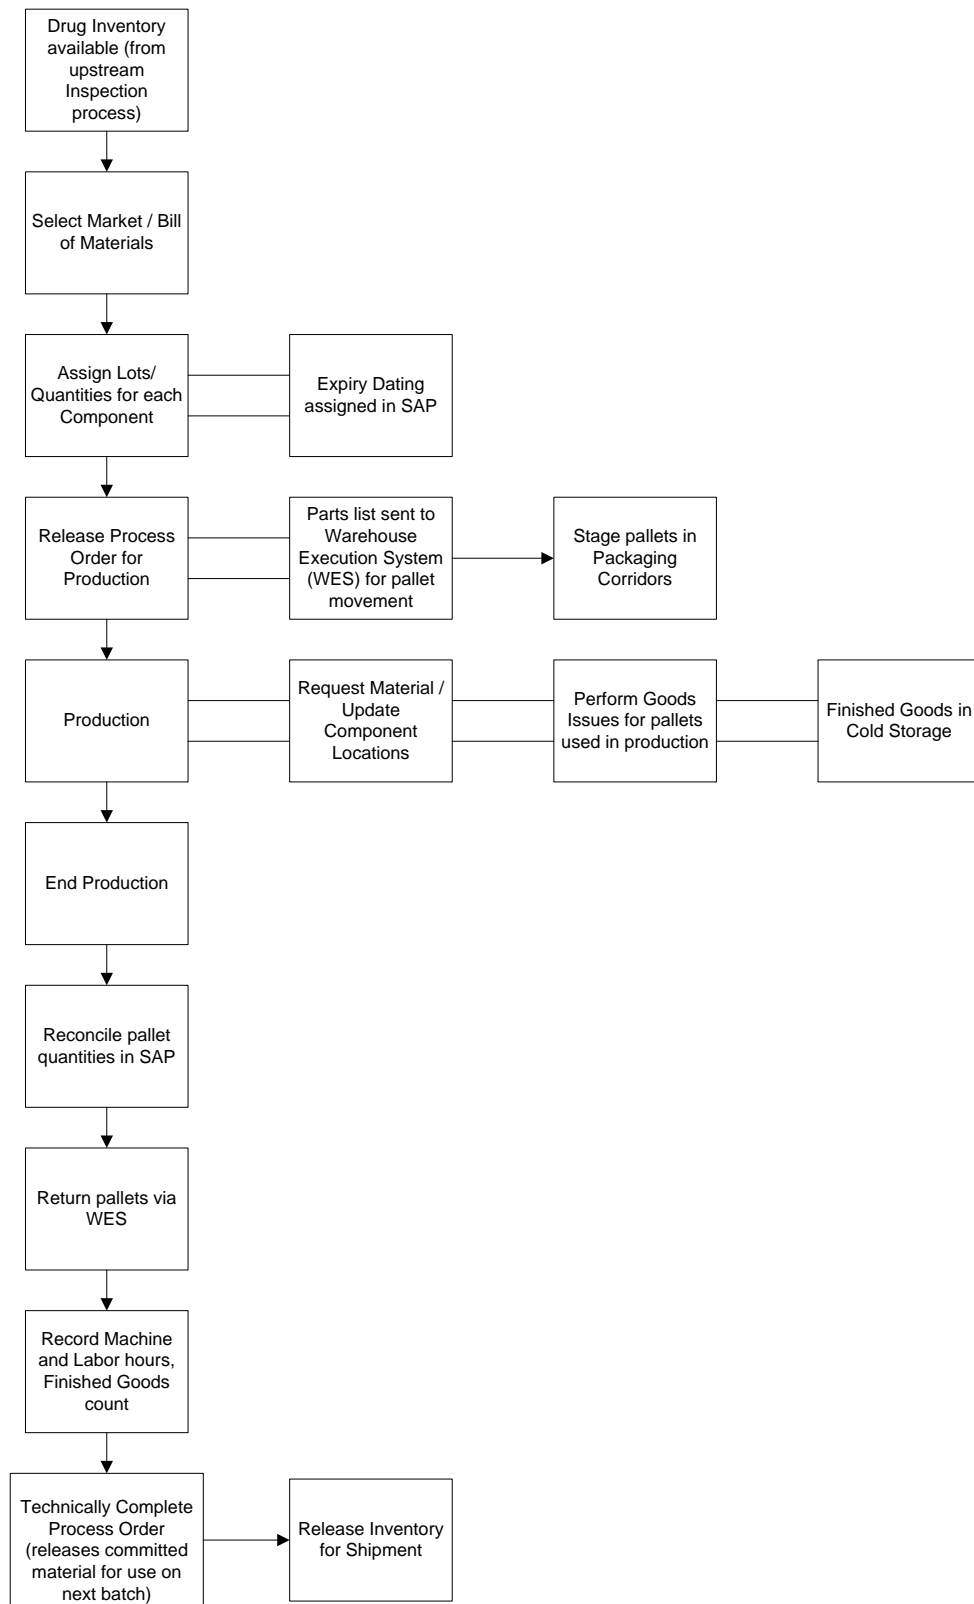 Drug Inventory
available (from
upstream
Inspection
process)
Select Market / Bill
of Materials
Assign Lots/
Quantities for each
Component
Expiry Dating
assigned in SAP
Release Process
Order for
Production
Parts list sent to
Warehouse
Execution System
(WES) for pallet
movement
Stage pallets in
Packaging
Corridors
Production
Request Material /
Update
Component
Locations
Perform Goods
Issues for pallets
used in production
Finished Goods in
Cold Storage
End Production
Reconcile pallet
quantities in SAP
Return pallets via
WES
Record Machine
and Labor hours,
Finished Goods
count
Technically Complete
Process Order
(releases committed
material for use on
next batch)
Release Inventory
for Shipment